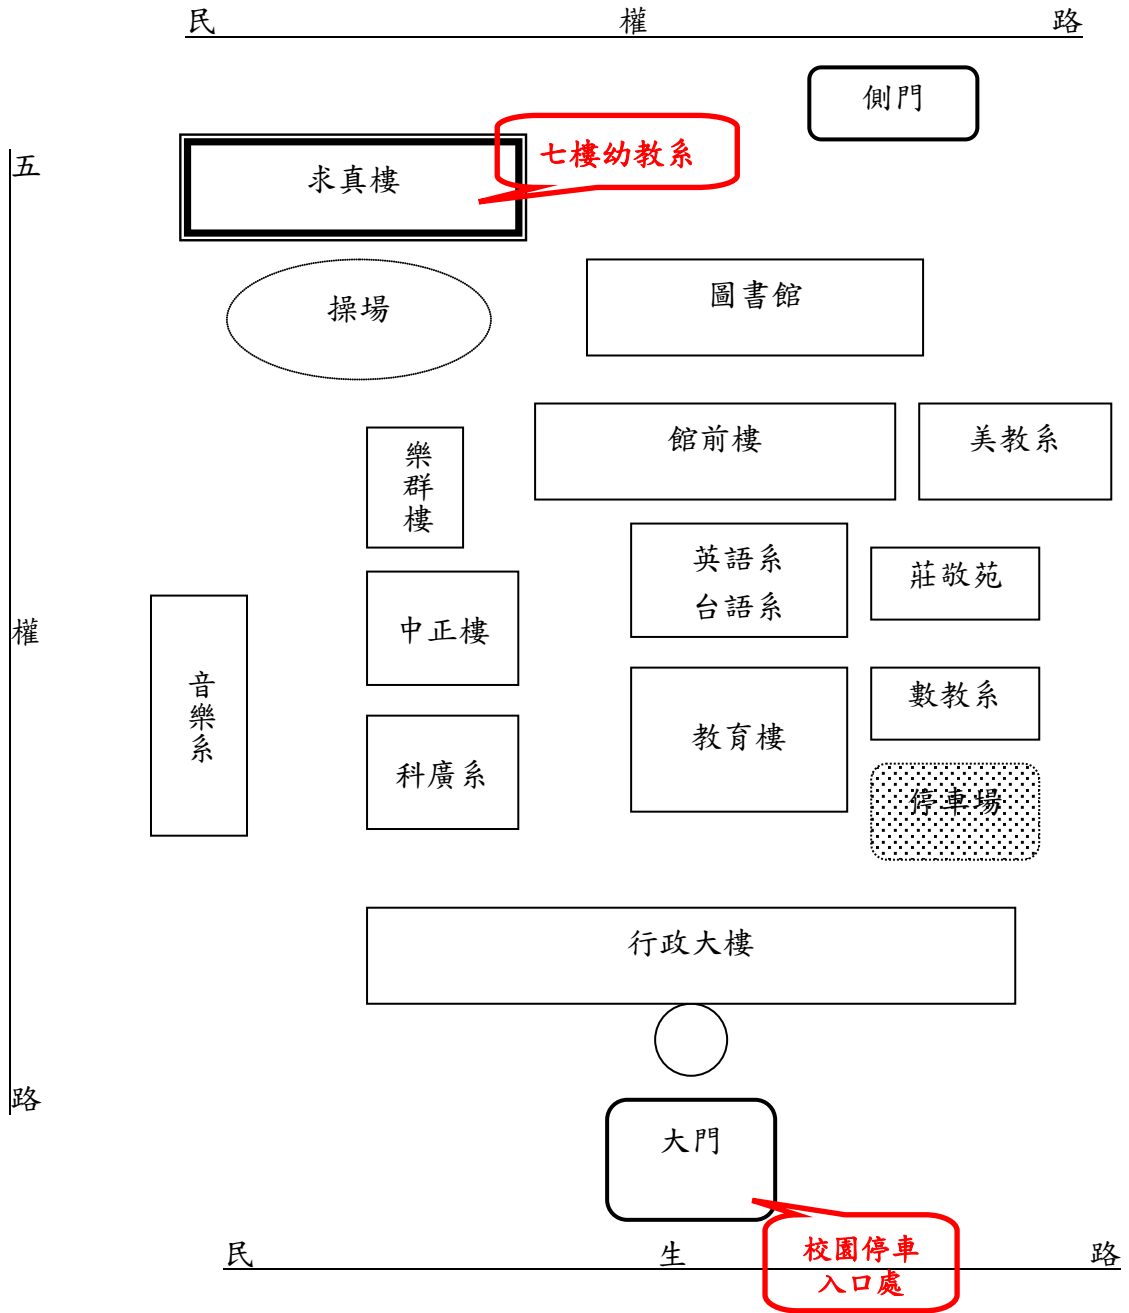 民權路
側門
七樓幼教系
求真樓
五權路
操場
圖書館
館前樓
美教系
樂群樓
英語系
台語系
莊敬苑
中正樓
音樂系
數教系
教育樓
科廣系
停車場
行政大樓
大門
校園停車
入口處
民生路